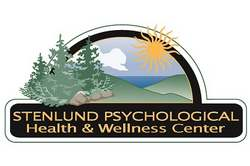 STENLUND PSYCHOLOGICAL
Health & Wellness Center